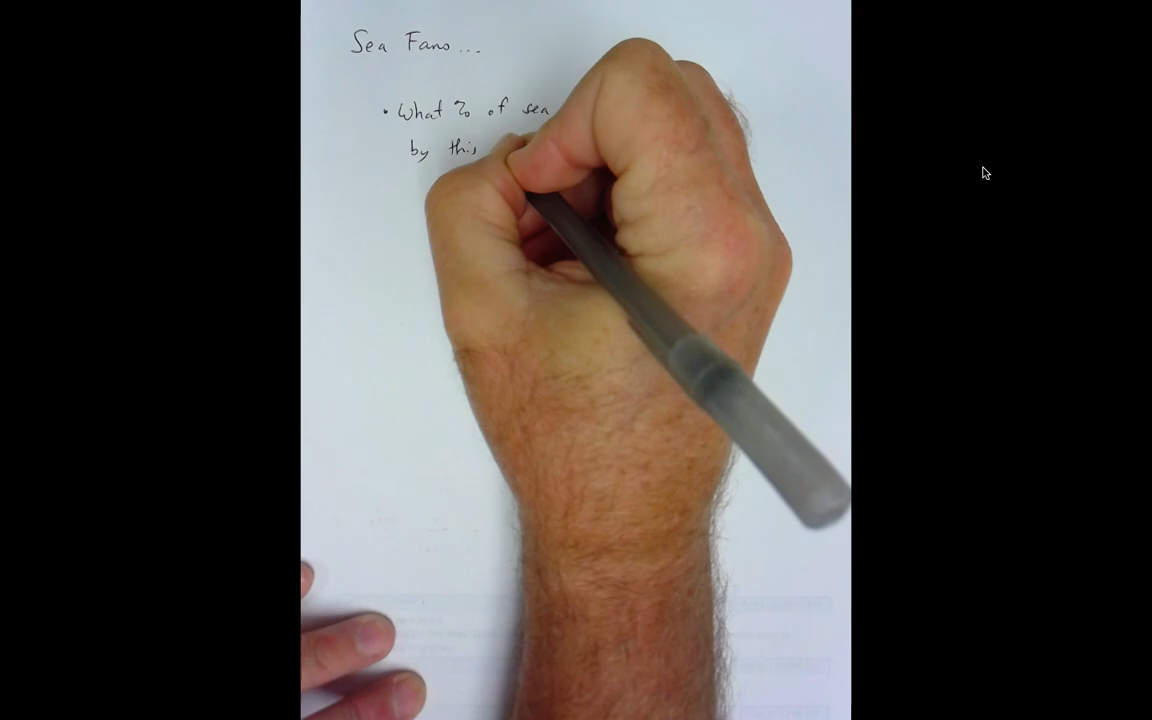 Sea Fans...
• What % of sea
by this